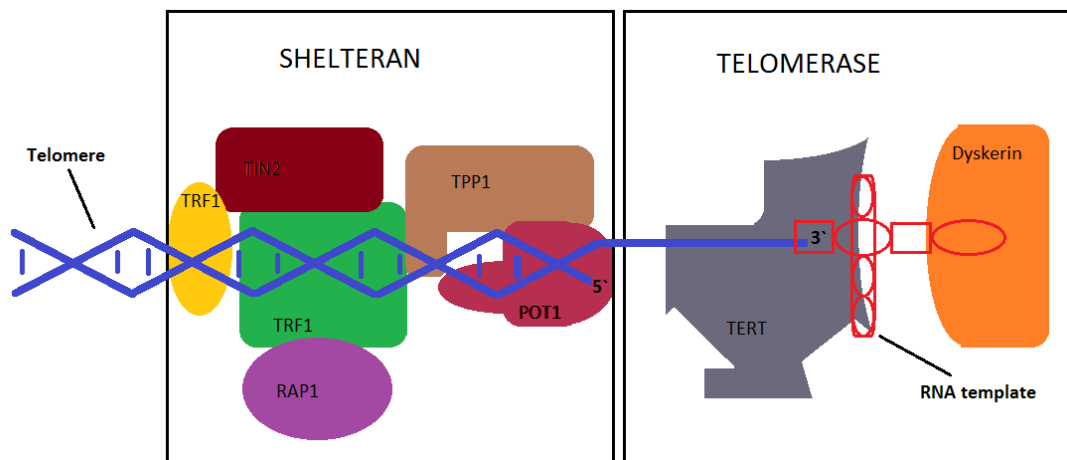 SHELTERAN
TELOMERASE
Telomere
TIN2
TRF1
TPP1
Dyskerin
3`
5`
POT1
TRF1
TERT
RAP1
RNA template